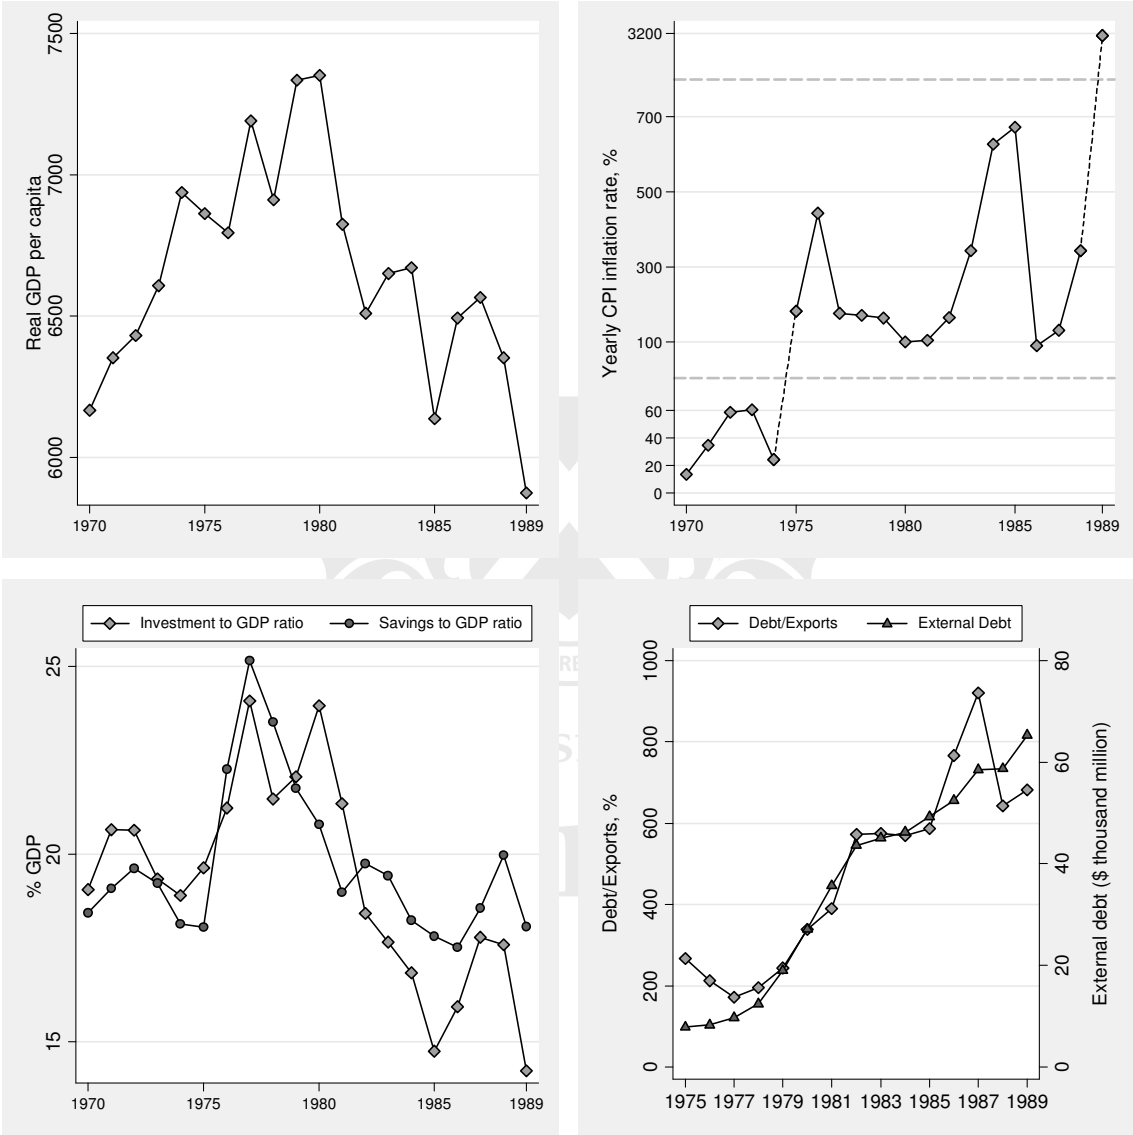 Real GDP per capita
7500
7000
6500
6000
1970 1975 1980 1985 1989
Yearly CPI inflation rate, %
3200
700
500
300
100
60
40
20
0
1970 1975 1980 1985 1989
Investment to GDP ratio Savings to GDP ratio
% GDP
25
20
15
1970 1975 1980 1985 1989
Debt/Exports External Debt
Debt/Exports, %
1000
800
600
400
200
0
80
60
40
20
0
External debt ($ thousand million)
1975 1977 1979 1981 1983 1985 1987 1989